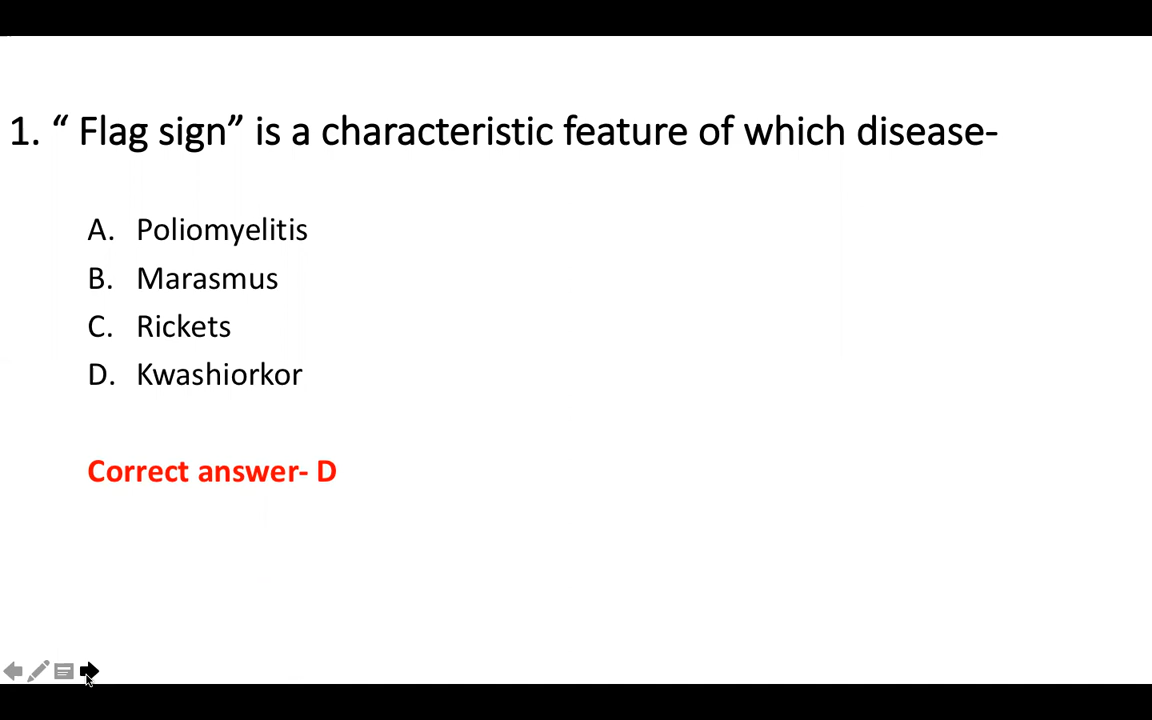 1. “ Flag sign” is a characteristic feature of which disease-
A. Poliomyelitis
B. Marasmus
C. Rickets
D. Kwashiorkor
Correct answer- D